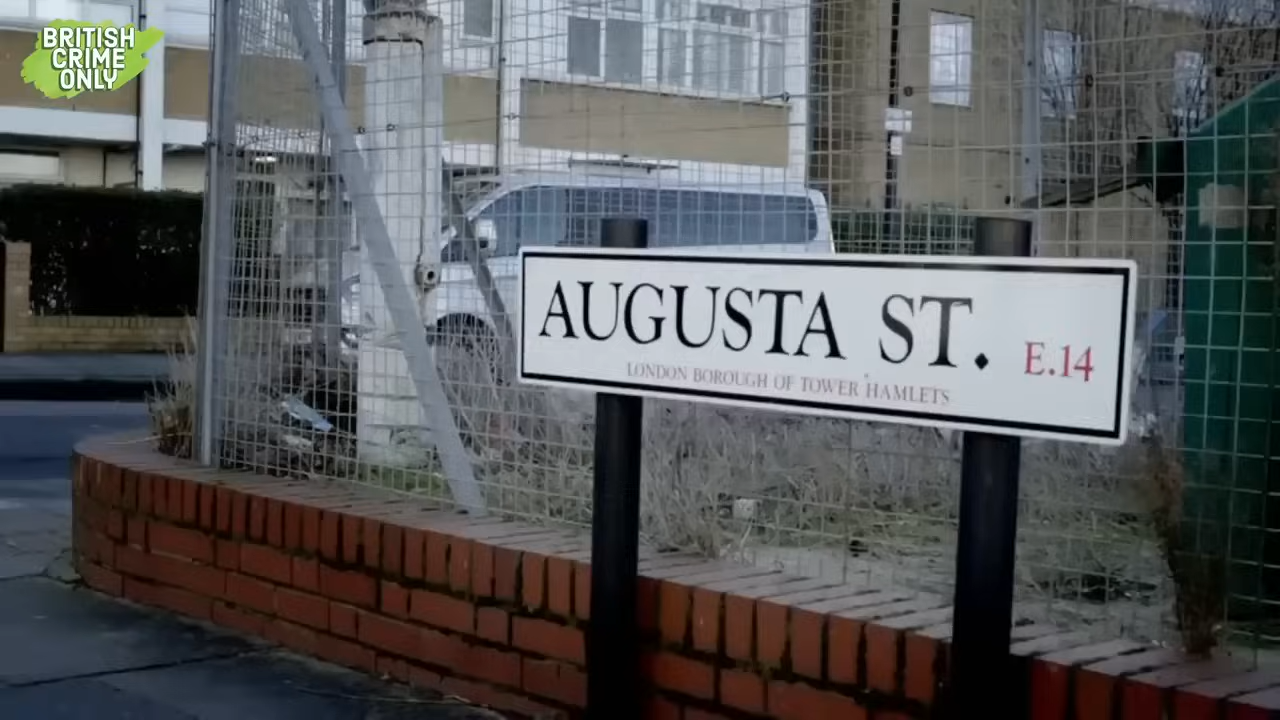 BRITISH
CRIME
ONLY
AUGUSTA ST. E.14
LONDON BOROUGH OF TOWER HAMLETS